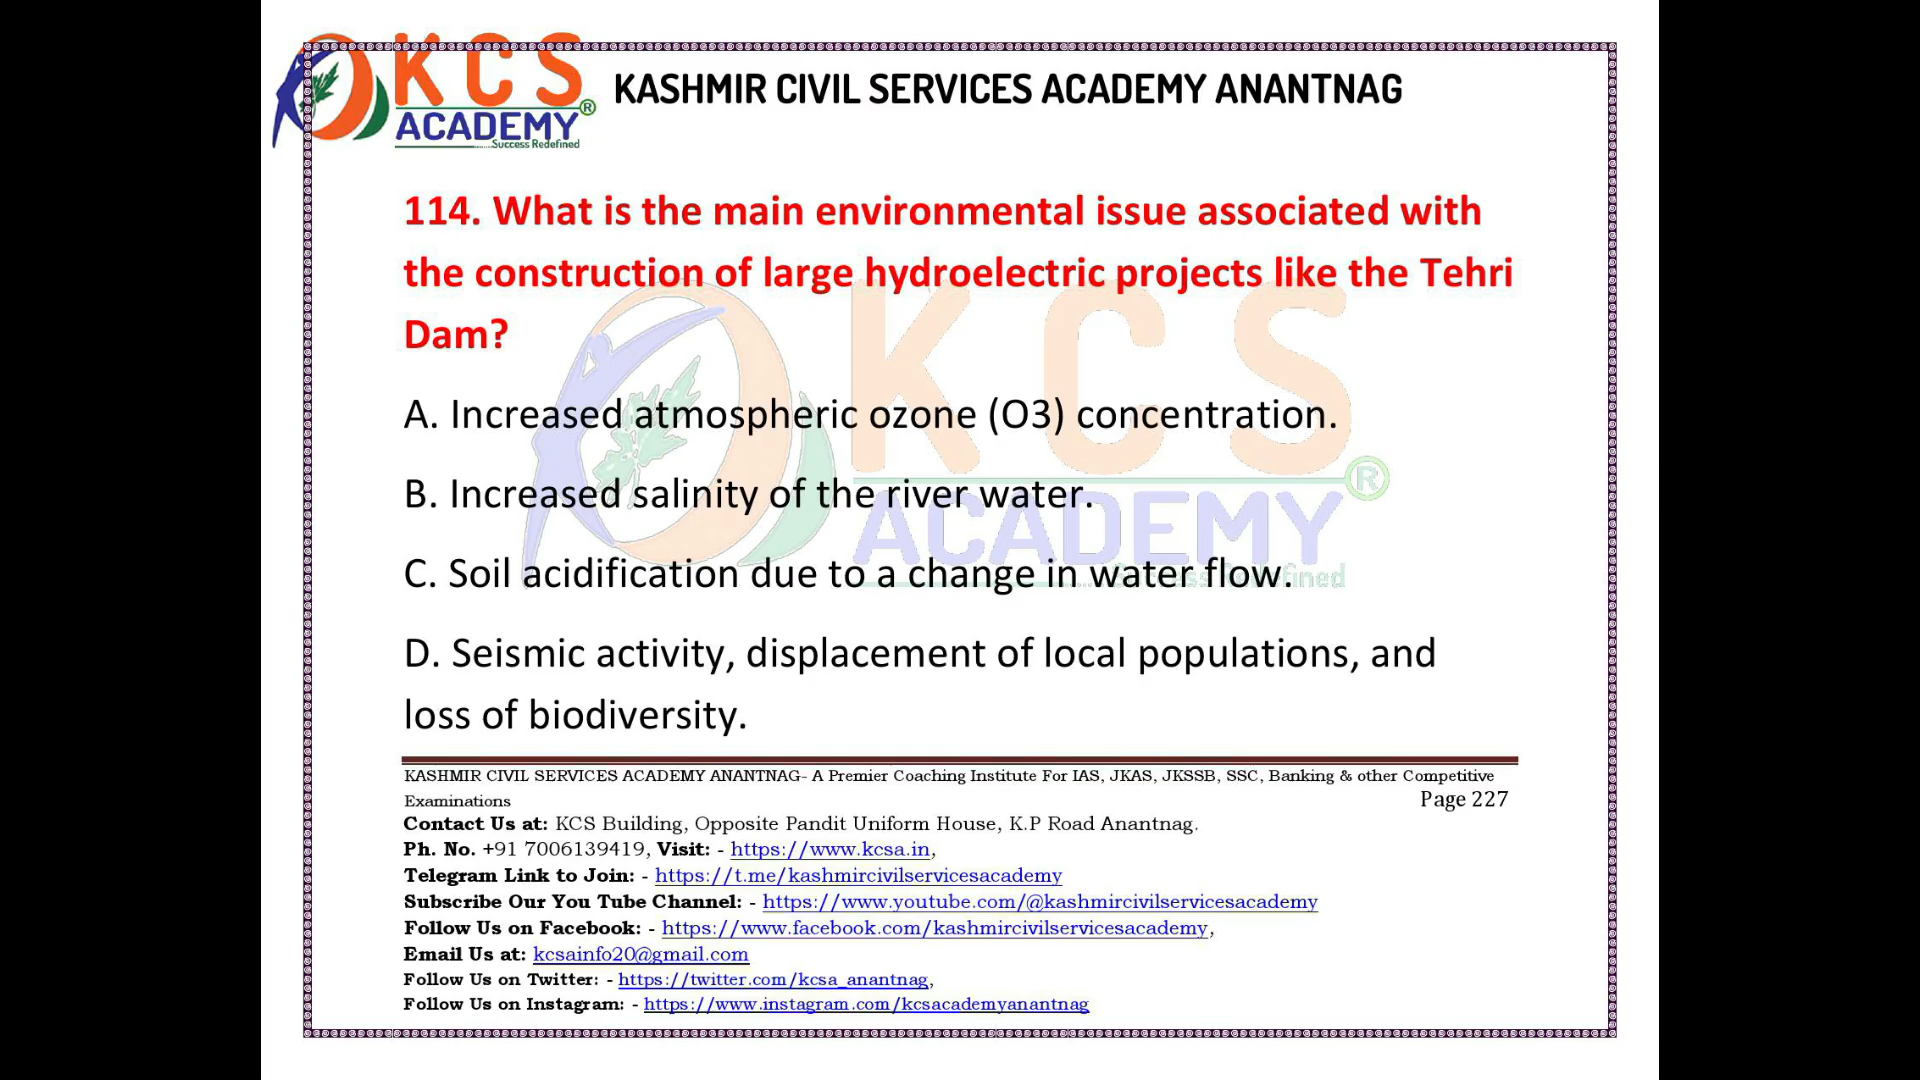 KCS
ACADEMY®
......Success Redefined
KASHMIR CIVIL SERVICES ACADEMY ANANTNAG
114. What is the main environmental issue associated with
the construction of large hydroelectric projects like the Tehri
Dam?
A. Increased atmospheric ozone (O3) concentration.
B. Increased salinity of the river water.
C. Soil acidification due to a change in water flow.
D. Seismic activity, displacement of local populations, and
loss of biodiversity.
KCS
ACADEMY®
......Success Redefined
KASHMIR CIVIL SERVICES ACADEMY ANANTNAG- A Premier Coaching Institute For IAS, JKAS, JKSSB, SSC, Banking & other Competitive
Examinations Page 227
Contact Us at: KCS Building, Opposite Pandit Uniform House, K.P Road Anantnag.
Ph. No. +91 7006139419, Visit: - https://www.kcsa.in,
Telegram Link to Join: - https://t.me/kashmircivilservicesacademy
Subscribe Our You Tube Channel: - https://www.youtube.com/@kashmircivilservicesacademy
Follow Us on Facebook: - https://www.facebook.com/kashmircivilservicesacademy,
Email Us at: kcsainfo20@gmail.com
Follow Us on Twitter: - https://twitter.com/kcsa_anantnag,
Follow Us on Instagram: - https://www.instagram.com/kcsacademyanantnag